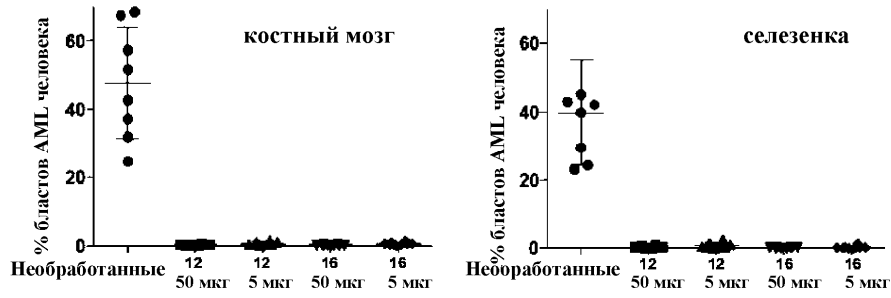 костный мозг
% бластов AML человека
60
40
20
0
Необработанные
12
50 мкг
12
5 мкг
16
50 мкг
16
5 мкг
селезенка
% бластов AML человека
60
40
20
0
Необработанные
12
50 мкг
12
5 мкг
16
50 мкг
16
5 мкг